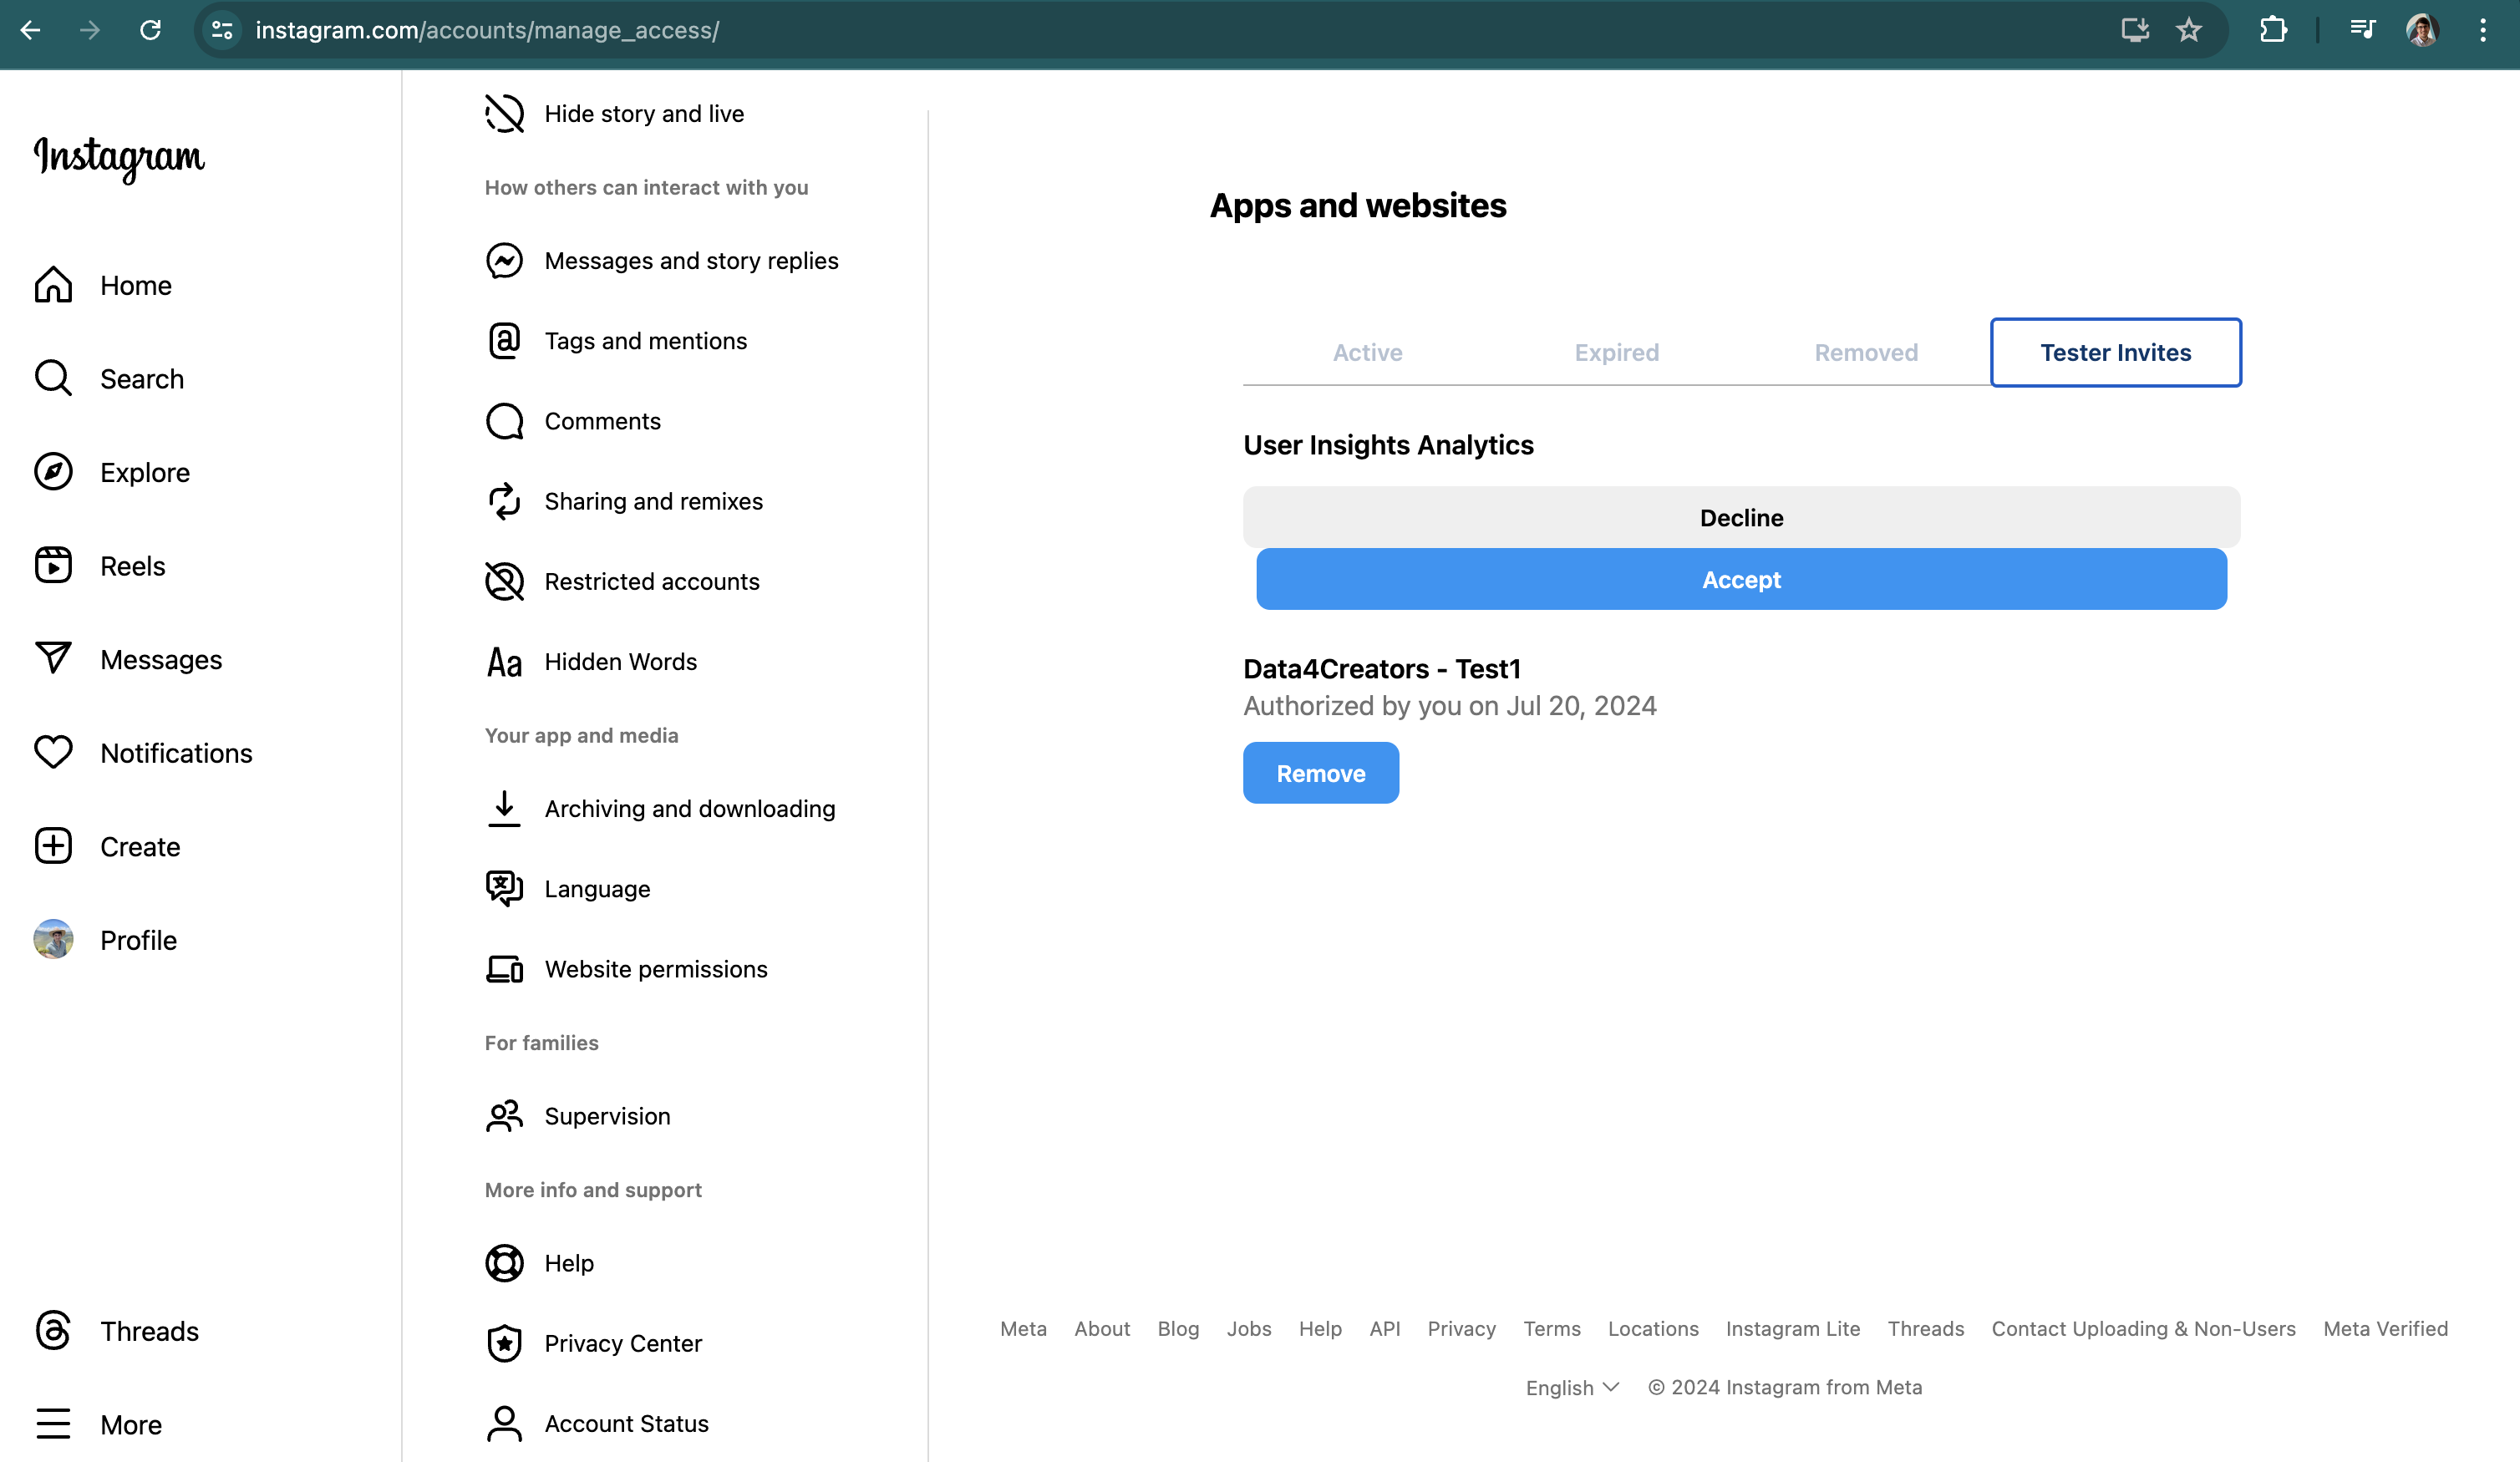 instagram.com/accounts/manage_access/
Instagram
Home
Search
Explore
Reels
Messages
Notifications
Create
Profile
Threads
More
Hide story and live
How others can interact with you
Messages and story replies
Tags and mentions
Comments
Sharing and remixes
Restricted accounts
Aa Hidden Words
Your app and media
Archiving and downloading
Language
Website permissions
For families
Supervision
More info and support
Help
Privacy Center
Account Status
Apps and websites
Active Expired Removed Tester Invites
User Insights Analytics
Decline
Accept
Data4Creators - Test1
Authorized by you on Jul 20, 2024
Remove
Meta About Blog Jobs Help API Privacy Terms Locations Instagram Lite Threads Contact Uploading & Non-Users Meta Verified
English © 2024 Instagram from Meta